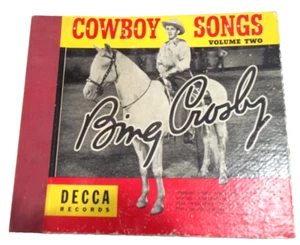 COWBOY SONGS
VOLUME TWO
Bing Crosby
DECCA
RECORDS